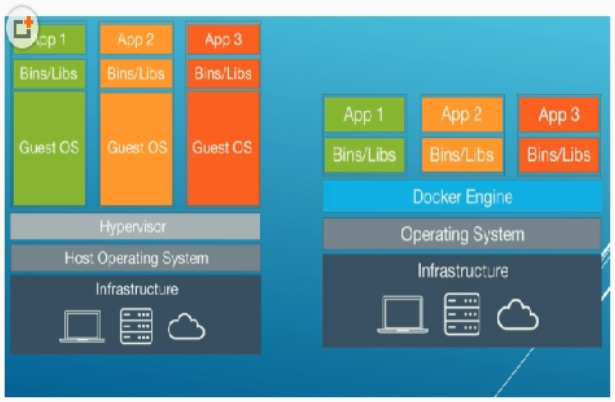 App 1 App 2 App 3
Bins/Libs Bins/Libs Bins/Libs
Guest OS Guest OS Guest OS
Hypervisor
Host Operating System
Infrastructure
App 1 App 2 App 3
Bins/Libs Bins/Libs Bins/Libs
Docker Engine
Operating System
Infrastructure